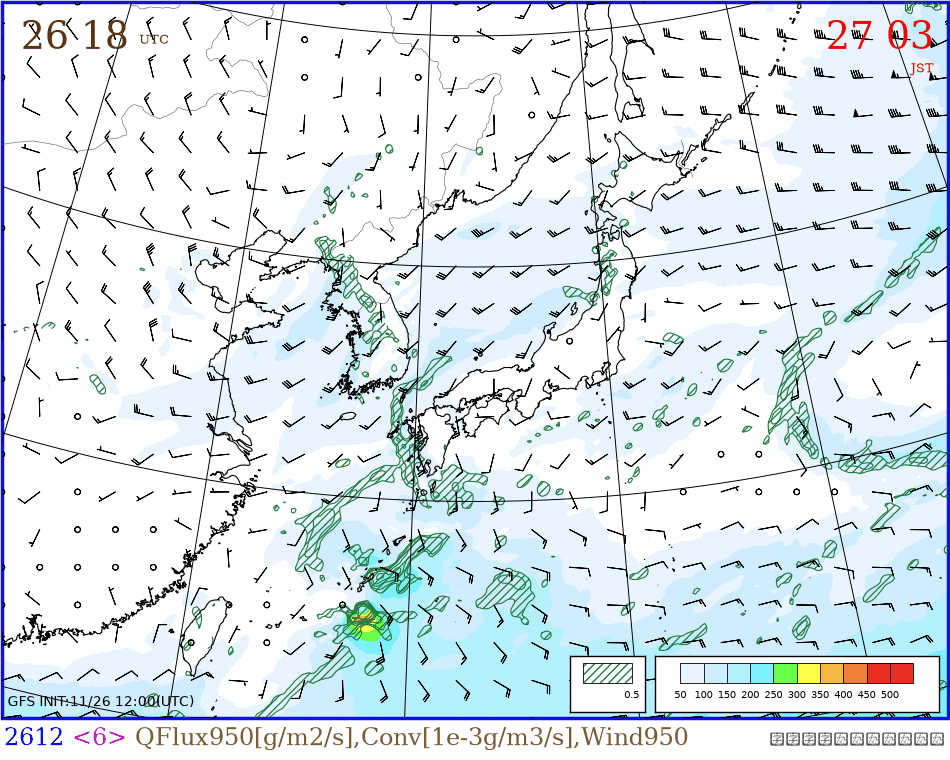 26 18 UTC
27 03
JST
0.5
50 100 150 200 250 300 350 400 450 500
GFS INIT:11/26 12:00(UTC)
2612 <6> QFlux950[g/m2/s],Conv[1e-3g/m3/s],Wind950